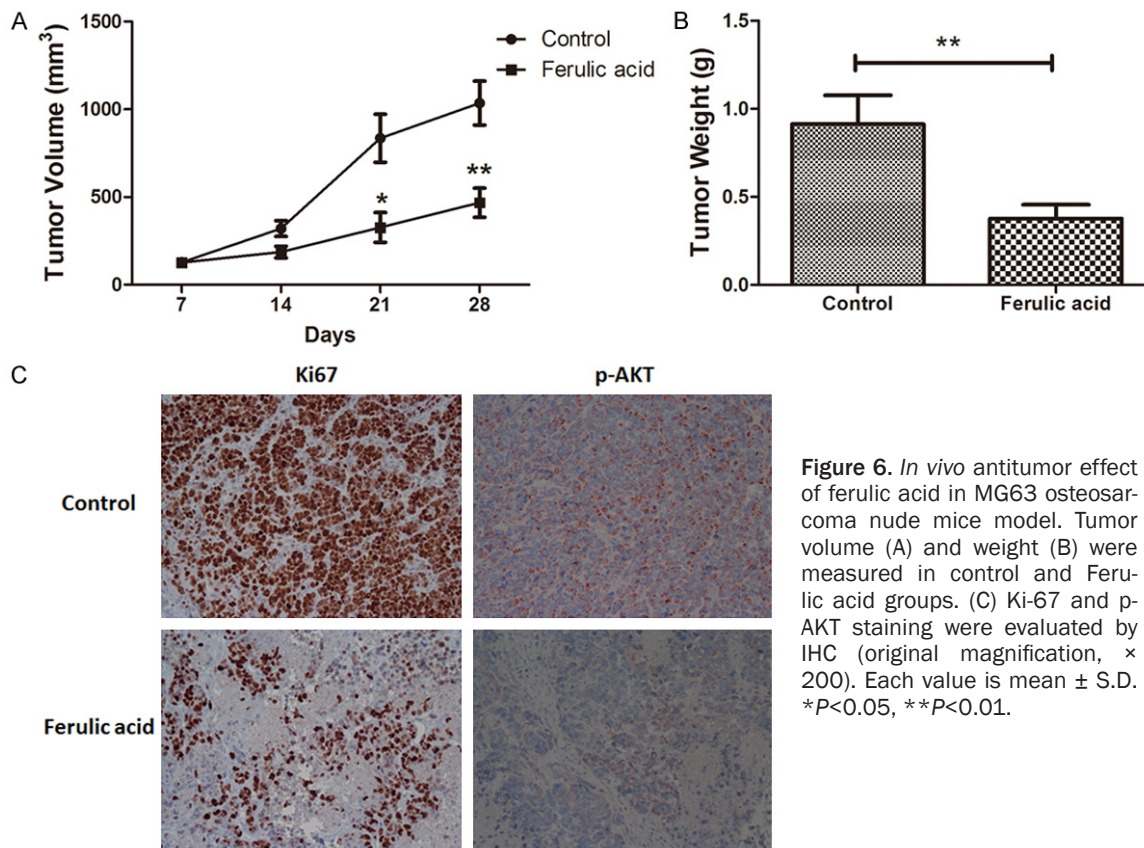 A
Tumor Volume (mm³)
1500
1000
500
0
7 14 21 28
Days
Control
Ferulic acid
*
**
B
Tumor Weight (g)
1.5
1.0
0.5
0.0
**
Control Ferulic acid
C
Ki67 p-AKT
Control
Ferulic acid
Figure 6. In vivo antitumor effect
of ferulic acid in MG63 osteosar-
coma nude mice model. Tumor
volume (A) and weight (B) were
measured in control and Feru-
lic acid groups. (C) Ki-67 and p-
AKT staining were evaluated by
IHC (original magnification, ×
200). Each value is mean ± S.D.
*P<0.05, **P<0.01.